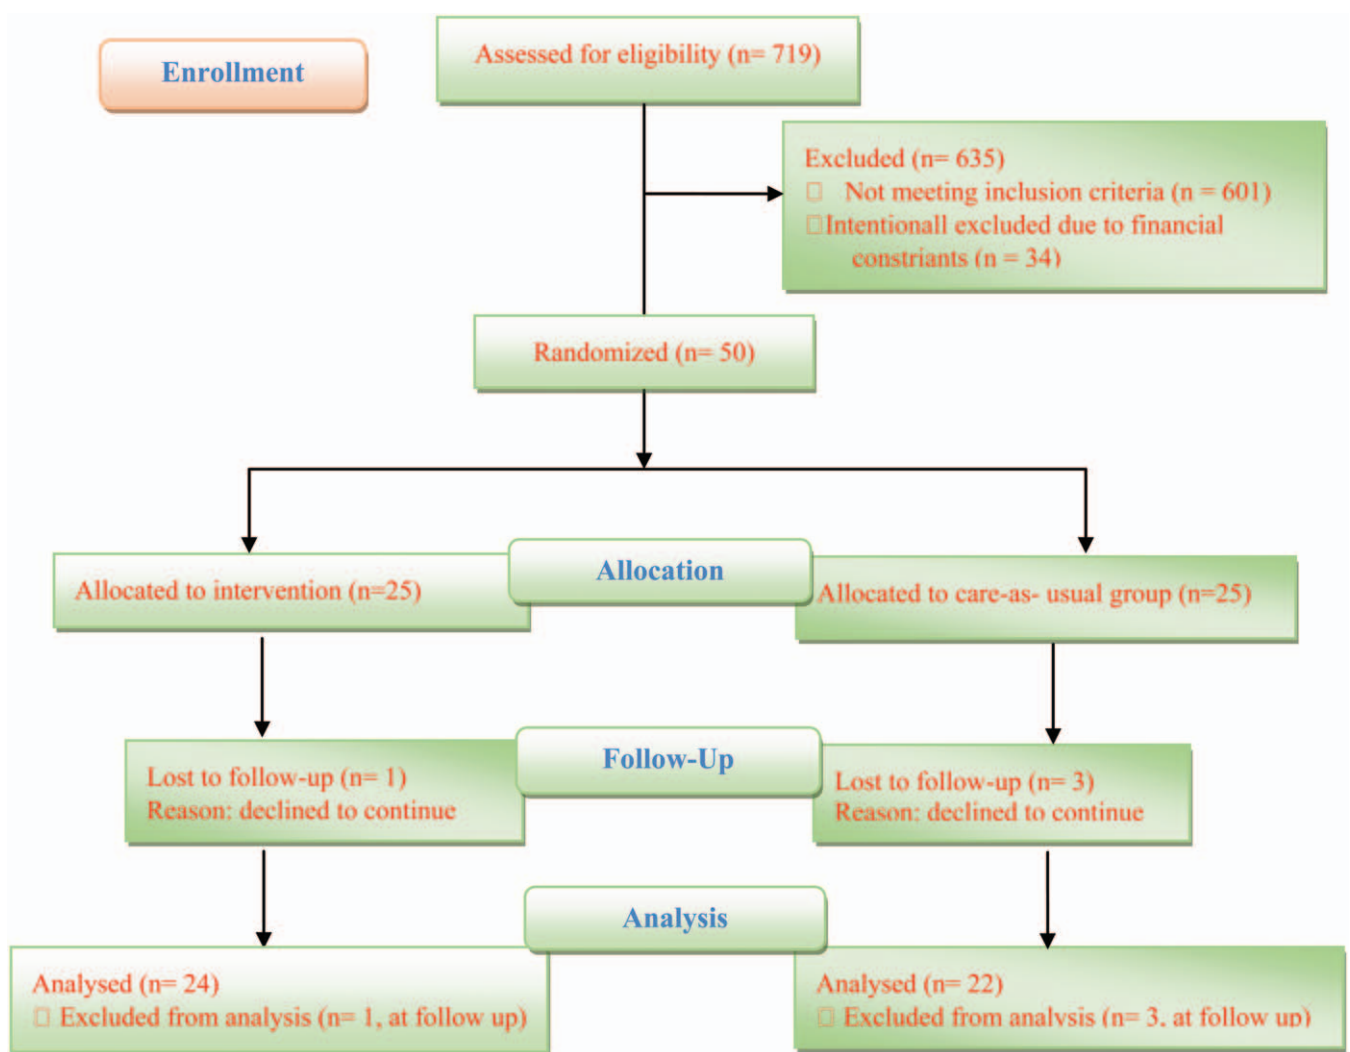 Enrollment
Assessed for eligibility (n= 719)
Excluded (n= 635)
Not meeting inclusion criteria (n = 601)
Intentionall excluded due to financial
constriants (n = 34)
Randomized (n= 50)
Allocation
Allocated to intervention (n=25)
Allocated to care-as- usual group (n=25)
Follow-Up
Lost to follow-up (n= 1)
Reason: declined to continue
Lost to follow-up (n= 3)
Reason: declined to continue
Analysis
Analysed (n= 24)
Excluded from analysis (n= 1, at follow up)
Analysed (n= 22)
Excluded from analysis (n= 3, at follow up)